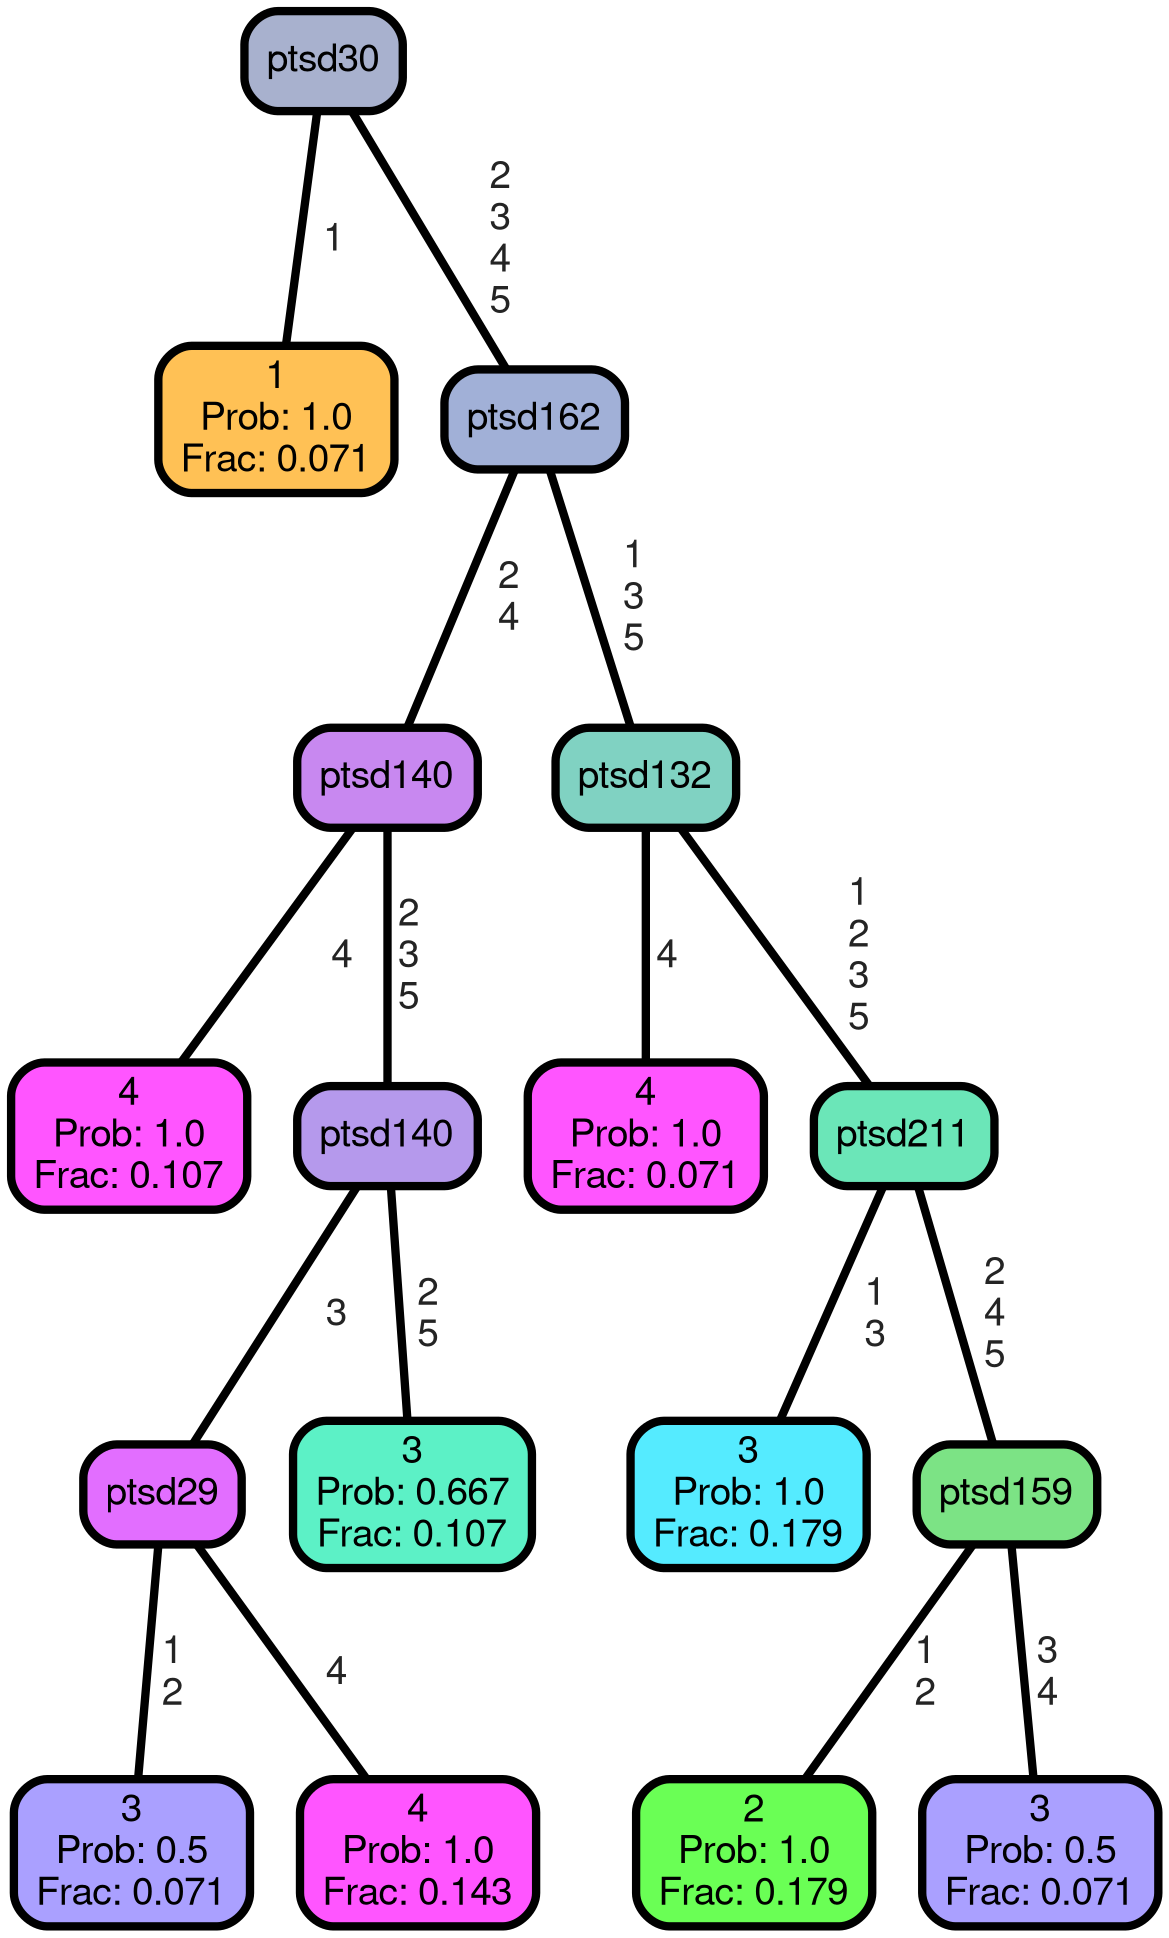 ptsd30
1
2
3
4
5
1
Prob: 1.0
Frac: 0.071
ptsd162
2
4
1
3
5
ptsd140
ptsd132
4
2
3
5
4
1
2
3
5
4
Prob: 1.0
Frac: 0.107
ptsd140
4
Prob: 1.0
Frac: 0.071
ptsd211
3
2
5
1
3
2
4
5
ptsd29
3
Prob: 0.667
Frac: 0.107
3
Prob: 1.0
Frac: 0.179
ptsd159
1
2
4
1
2
3
4
3
Prob: 0.5
Frac: 0.071
4
Prob: 1.0
Frac: 0.143
2
Prob: 1.0
Frac: 0.179
3
Prob: 0.5
Frac: 0.071